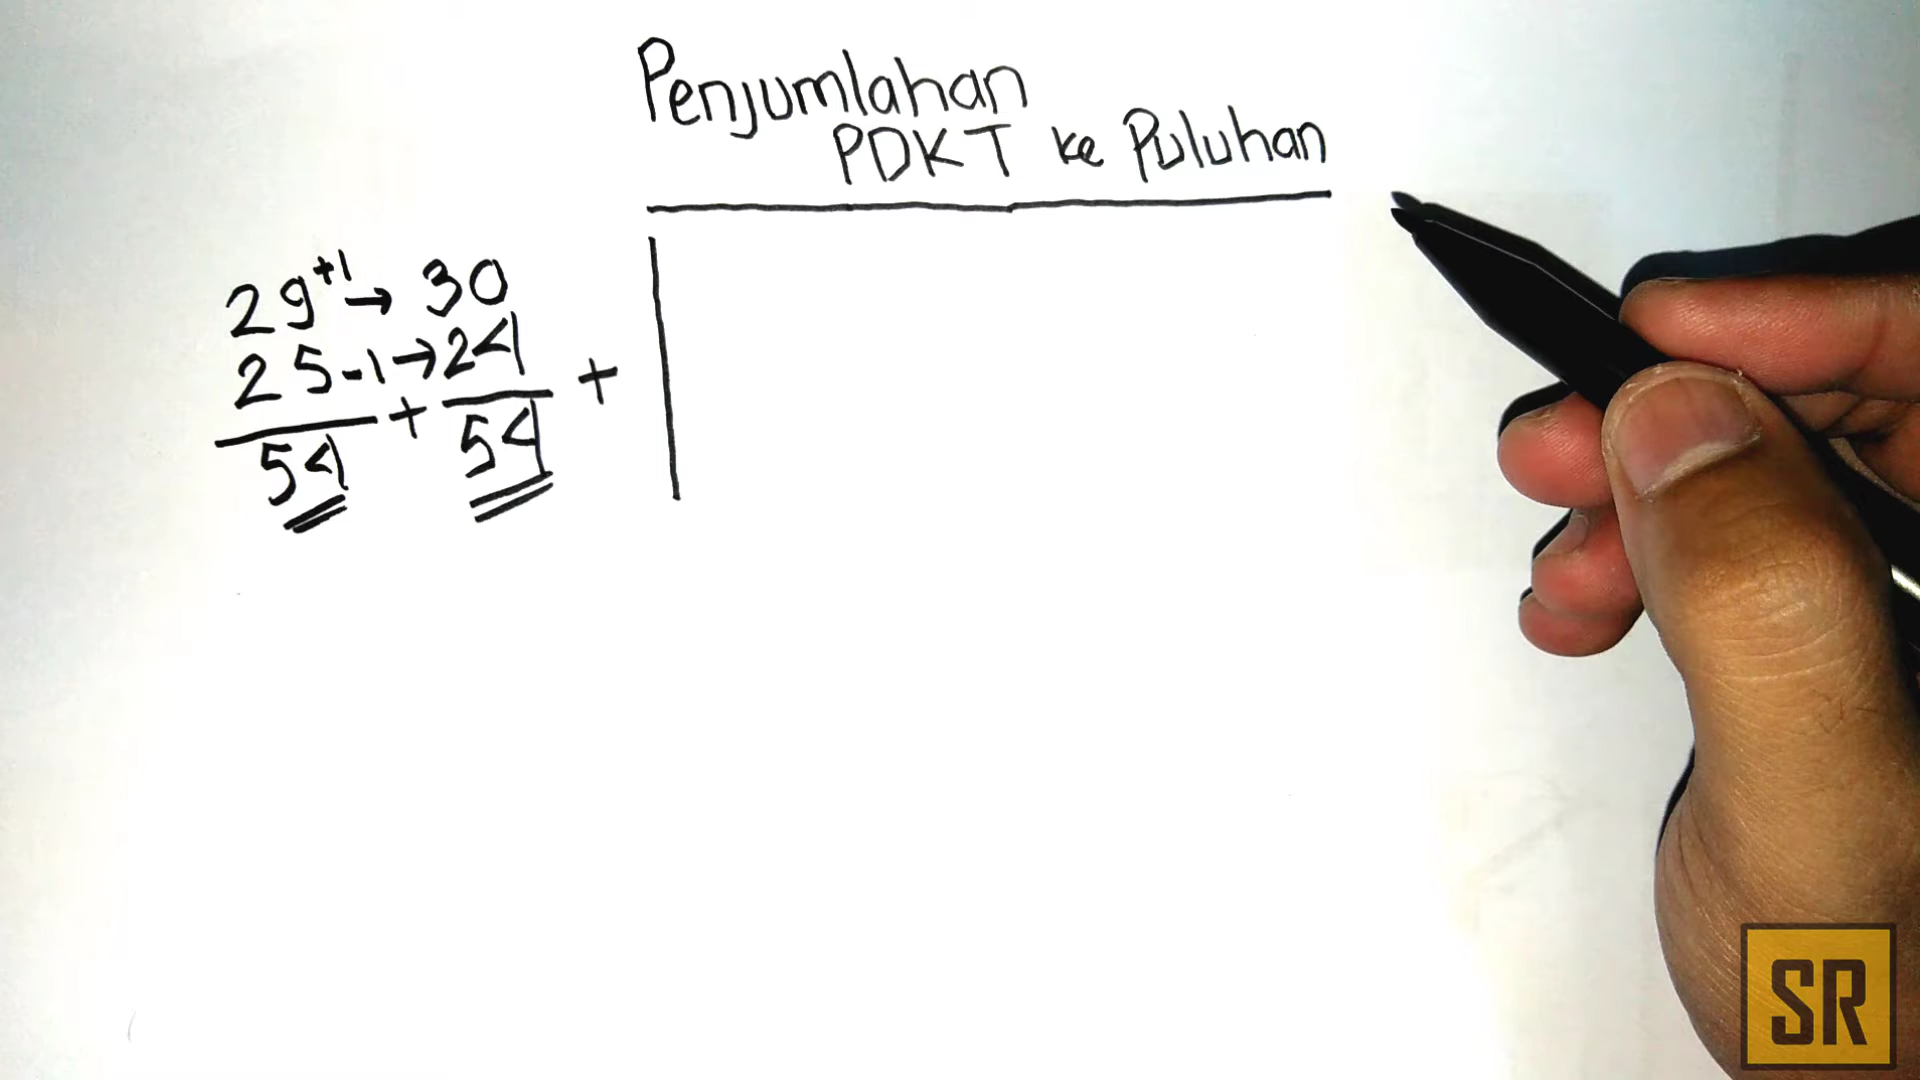 Penjumlahan
PDKT ke Puluhan
29+1 → 30
25-1 → 24 +
54 + 54
SR